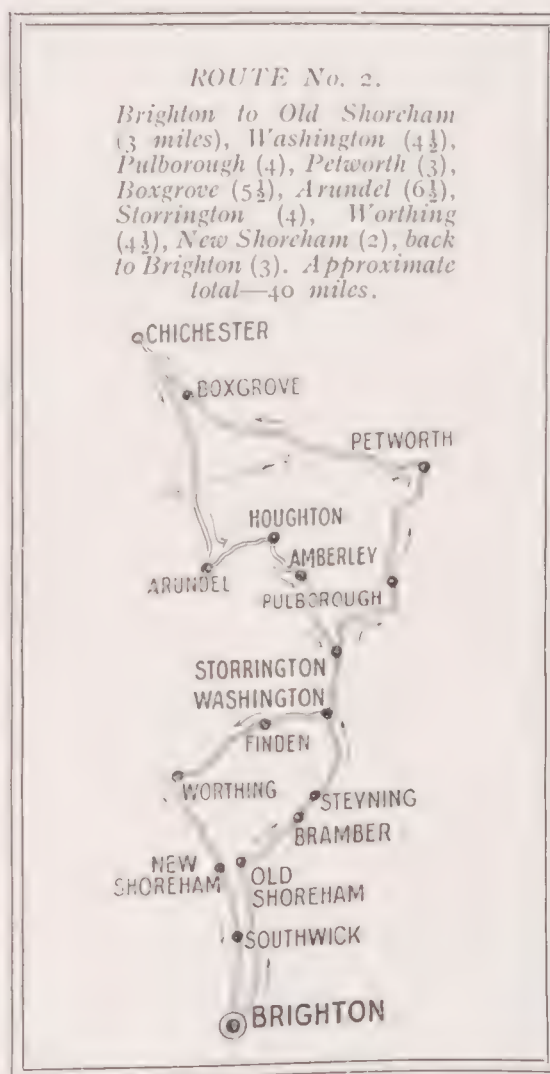 ROUTE No. 2.
Brighton to Old Shoreham
(3 miles), Washington (4½),
Pulborough (4), Petworth (3),
Boxgrove (5½), Arundel (6½),
Storrington (4), Worthing
(4½), New Shoreham (2), back
to Brighton (3). Approximate
total—40 miles.
CHICHESTER
BOXGROVE
PETWORTH
HOUGHTON
AMBERLEY
ARUNDEL
PULBOROUGH
STORRINGTON
WASHINGTON
FINDEN
WORTHING
STEYNING
BRAMBER
NEW
SHOREHAM
OLD
SHOREHAM
SOUTHWICK
BRIGHTON